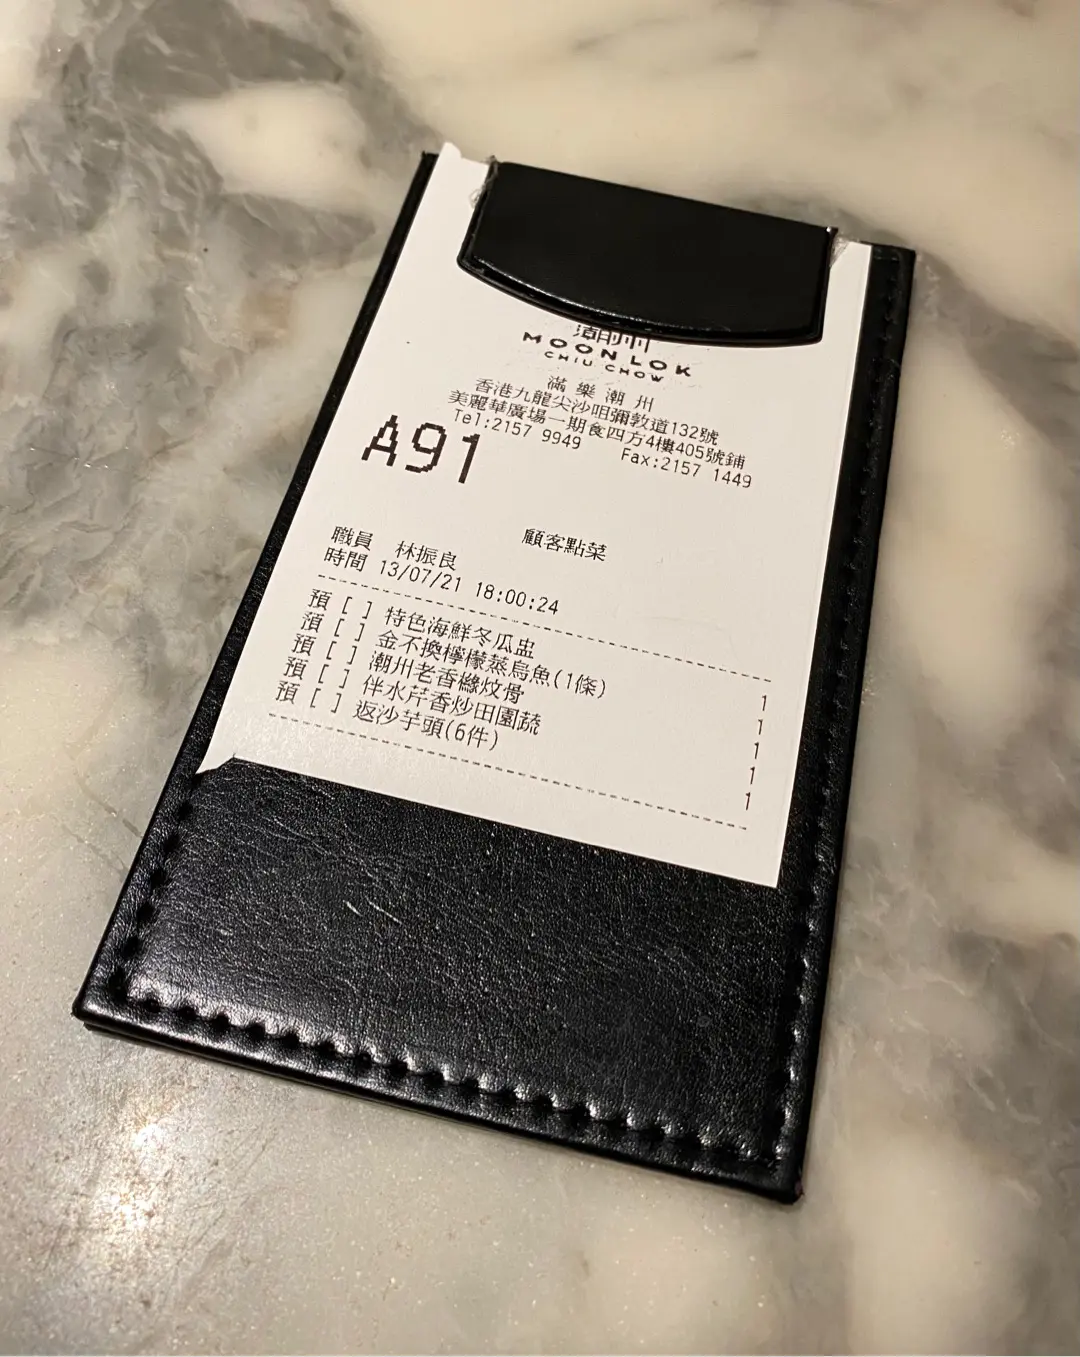 潮州
MOON LOK
CHIU CHOW
滿樂潮州
香港九龍尖沙咀彌敦道132號
美麗華廣場一期食四方4樓405號鋪
Tel:2157 9949 Fax:2157 1449
A91
顧客點菜
職員 林振良
時間 13/07/21 18:00:24
預 [ ] 特色海鮮冬瓜盅 1
預 [ ] 金不換檸檬蒸烏魚(1條) 1
預 [ ] 潮州老香櫞炆骨 1
預 [ ] 伴水芹香炒田園蔬 1
預 [ ] 返沙芋頭(6件) 1